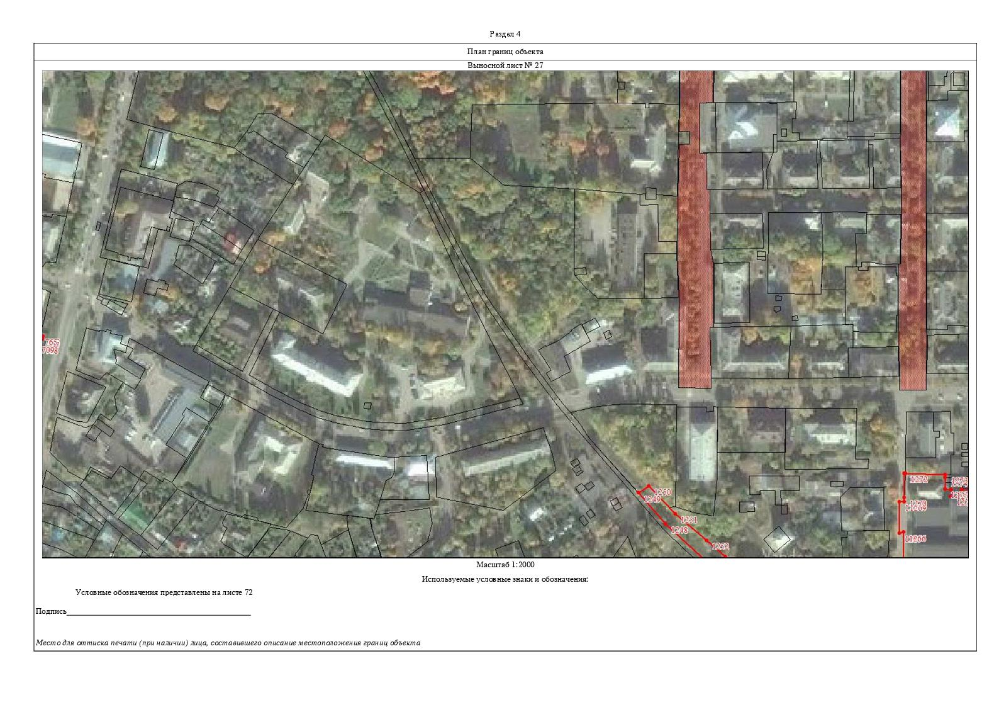 Раздел 4
План границ объекта
Выносной лист № 27
7098
1272
1250
1249
1251
1248
11266
1252
Масштаб 1:2000
Используемые условные знаки и обозначения:
Условные обозначения представлены на листе 72
Подпись
Место для оттиска печати (при наличии) лица, составившего описание местоположения границ объекта